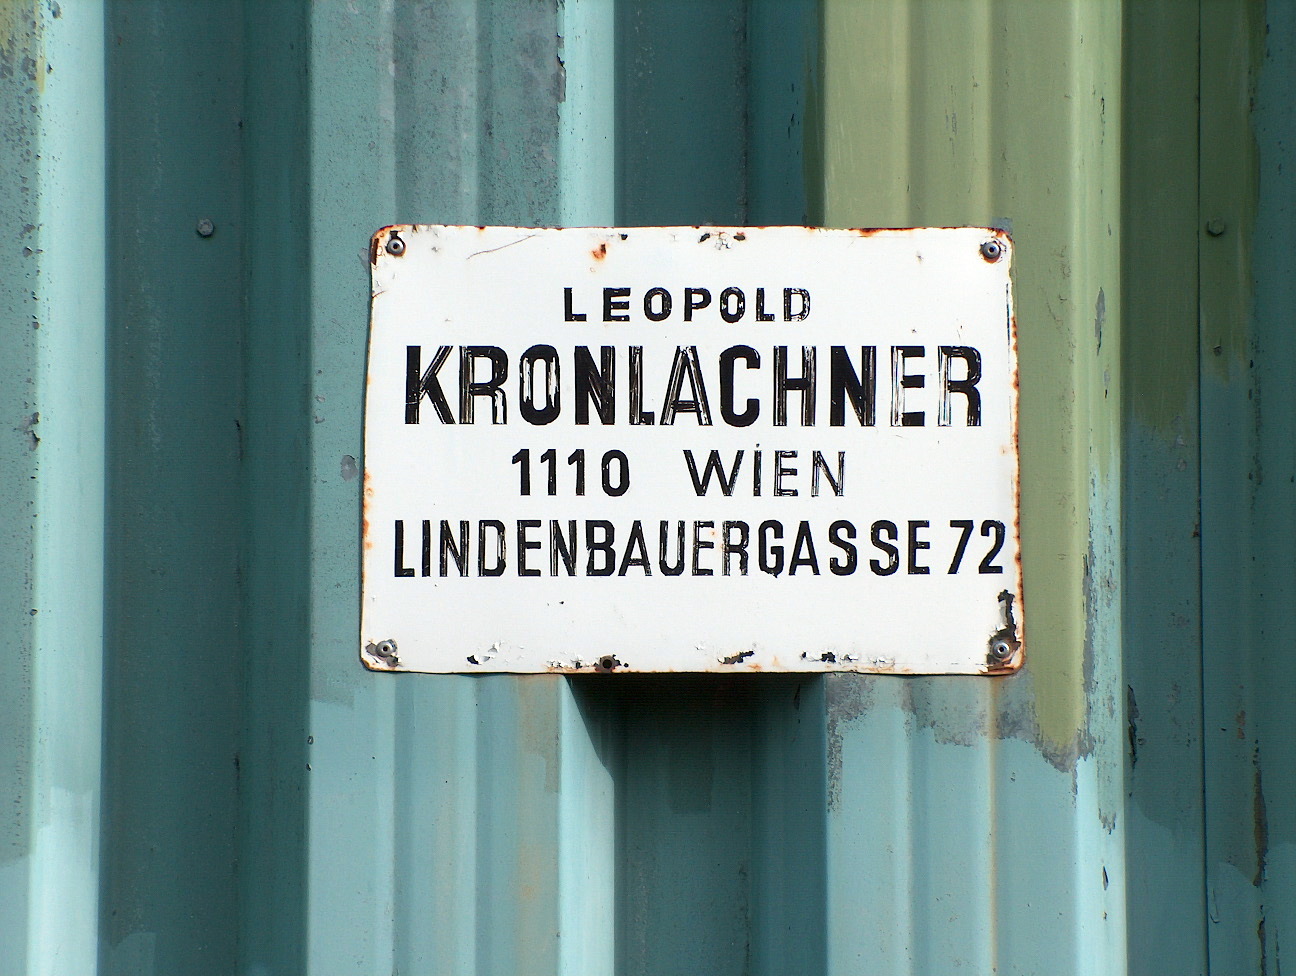 LEOPOLD
KRONLACHNER
1110 WIEN
LINDENBAUERGASSE 72